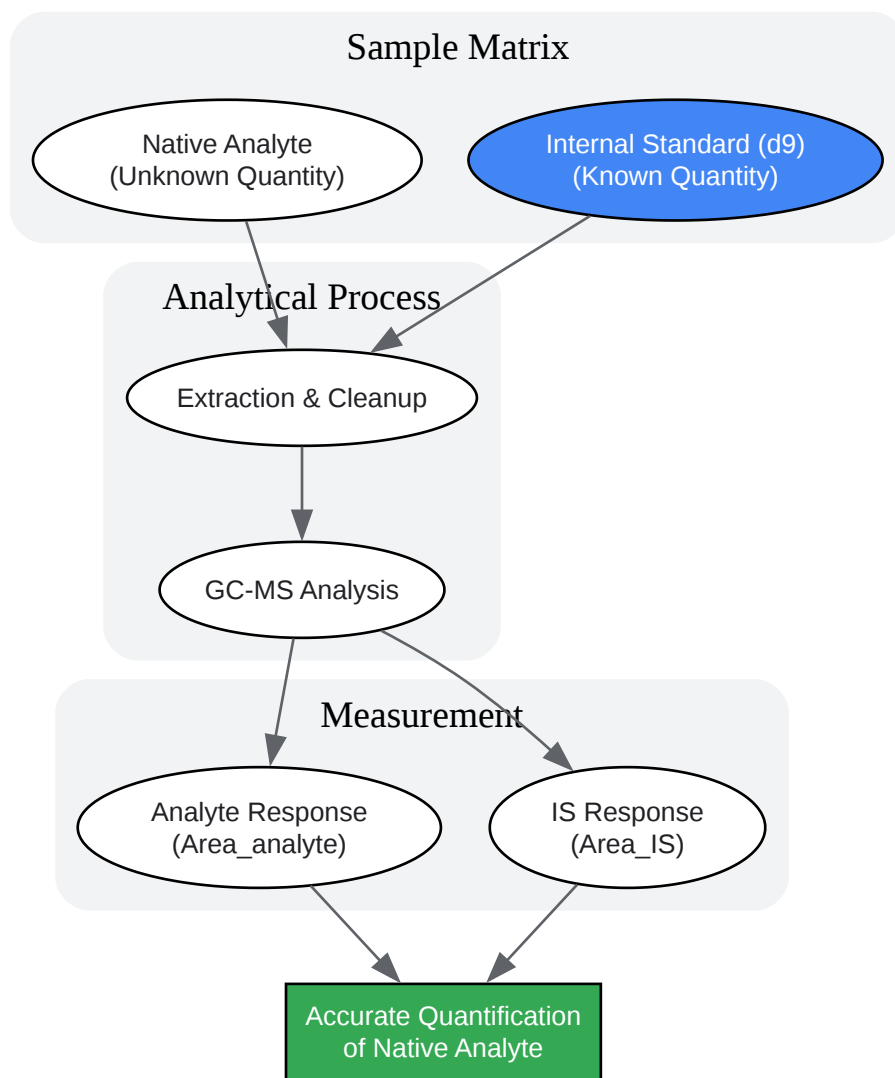 Sample Matrix
Native Analyte
(Unknown Quantity)
Internal Standard (d9)
(Known Quantity)
Analytical Process
Extraction & Cleanup
GC-MS Analysis
Measurement
Analyte Response
(Area_analyte)
IS Response
(Area_IS)
Accurate Quantification
of Native Analyte